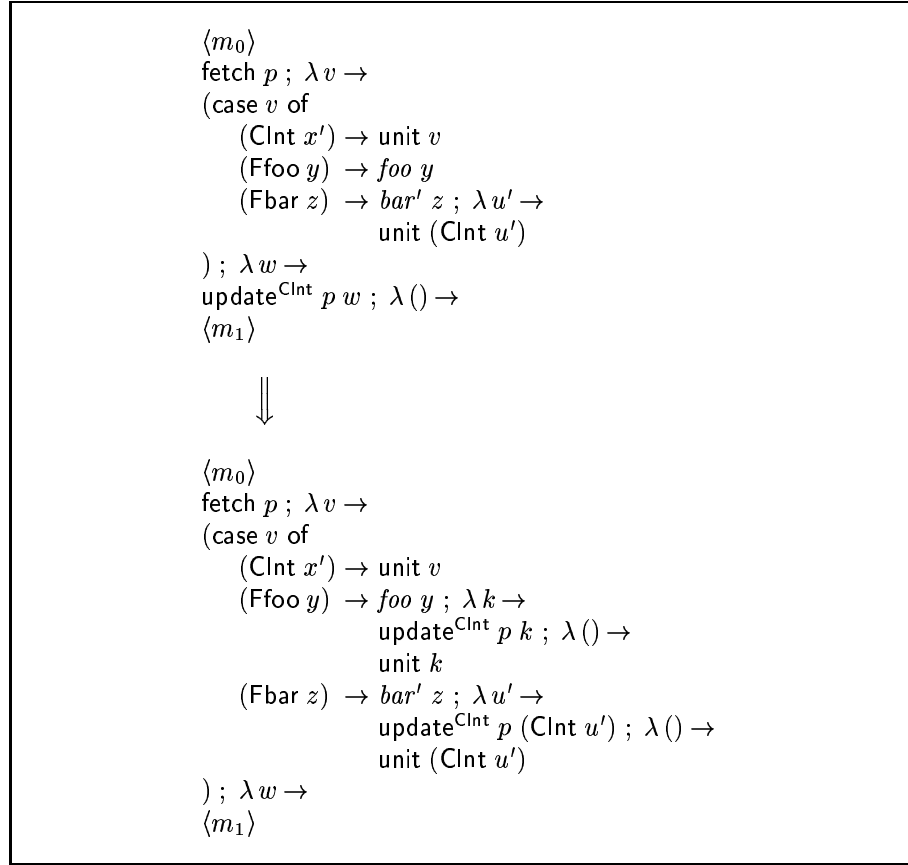 ⟨m₀⟩
fetch p ; λ v →
(case v of
(CInt x′) → unit v
(Ffoo y) → foo y
(Fbar z) → bar′ z ; λ u′ →
unit (CInt u′)
) ; λ w →
update^CInt p w ; λ () →
⟨m₁⟩
⇓
⟨m₀⟩
fetch p ; λ v →
(case v of
(CInt x′) → unit v
(Ffoo y) → foo y ; λ k →
update^CInt p k ; λ () →
unit k
(Fbar z) → bar′ z ; λ u′ →
update^CInt p (CInt u′) ; λ () →
unit (CInt u′)
) ; λ w →
⟨m₁⟩